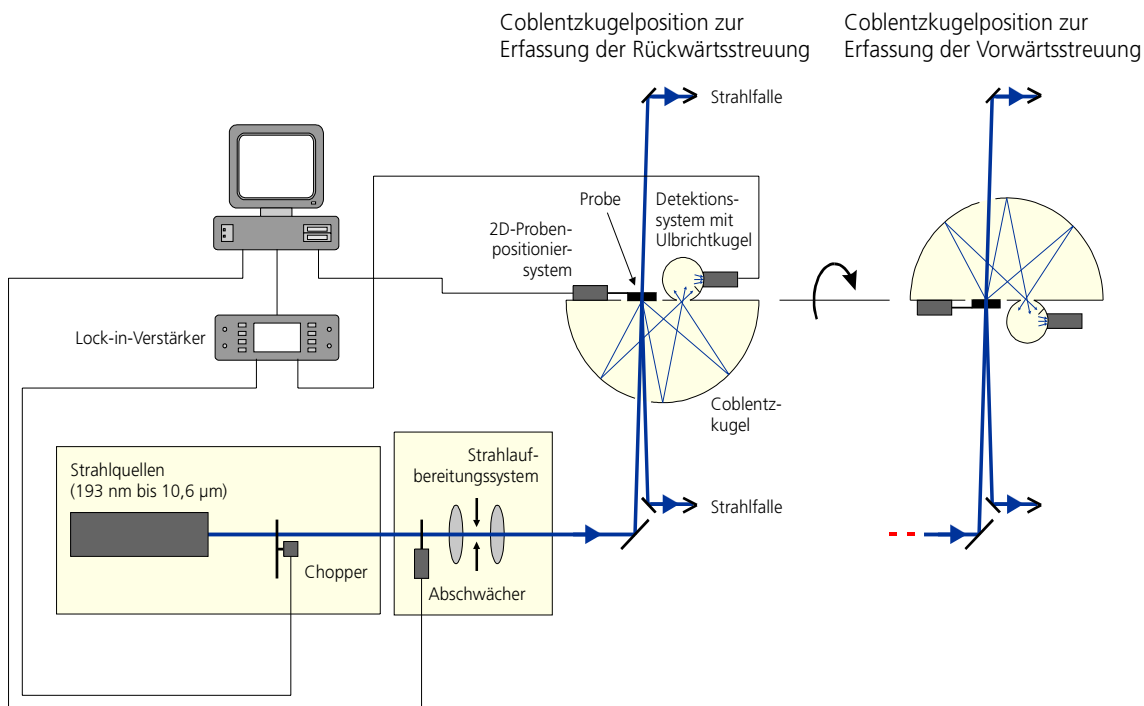 Coblentzkugelposition zur
Erfassung der Rückwärtsstreuung
Coblentzkugelposition zur
Erfassung der Vorwärtsstreuung
Strahlfalle
Probe
Detektions-
system mit
Ulbrichtkugel
2D-Proben-
positionier-
system
Lock-in-Verstärker
Coblentz-
kugel
Strahlquellen
(193 nm bis 10,6 µm)
Strahlauf-
bereitungssystem
Strahlfalle
Chopper
Abschwächer